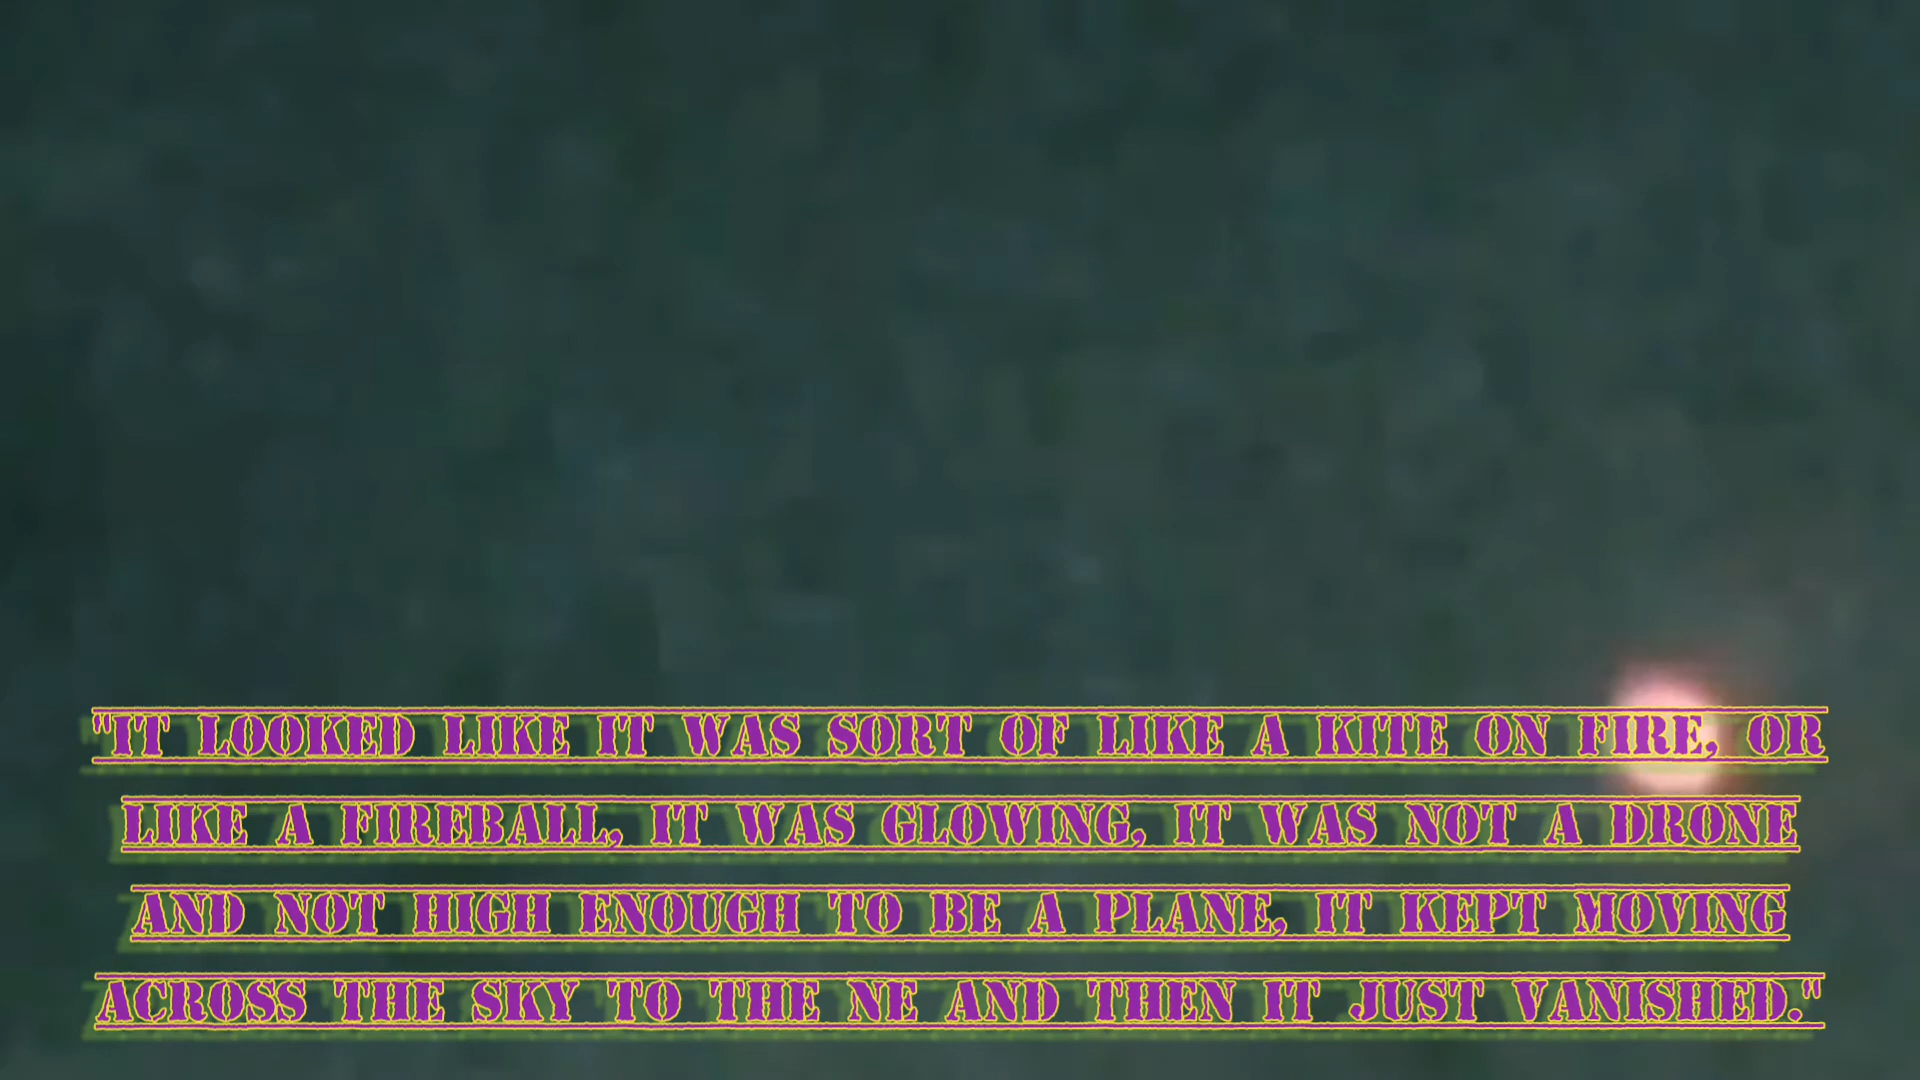 "IT LOOKED LIKE IT WAS SORT OF LIKE A KITE ON FIRE, OR
LIKE A FIREBALL, IT WAS GLOWING, IT WAS NOT A DRONE
AND NOT HIGH ENOUGH TO BE A PLANE, IT KEPT MOVING
ACROSS THE SKY TO THE NE AND THEN IT JUST VANISHED."